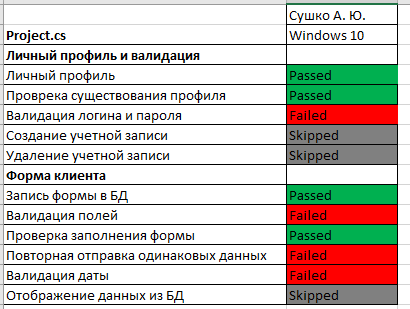 Сушко А. Ю.
Project.cs Windows 10
Личный профиль и валидация
Личный профиль Passed
Проврека существования профиля Passed
Валидация логина и пароля Failed
Создание учетной записи Skipped
Удаление учетной записи Skipped
Форма клиента
Запись формы в БД Passed
Валидация полей Failed
Проверка заполнения формы Passed
Повторная отправка одинаковых данных Failed
Валидация даты Failed
Отображение данных из БД Skipped